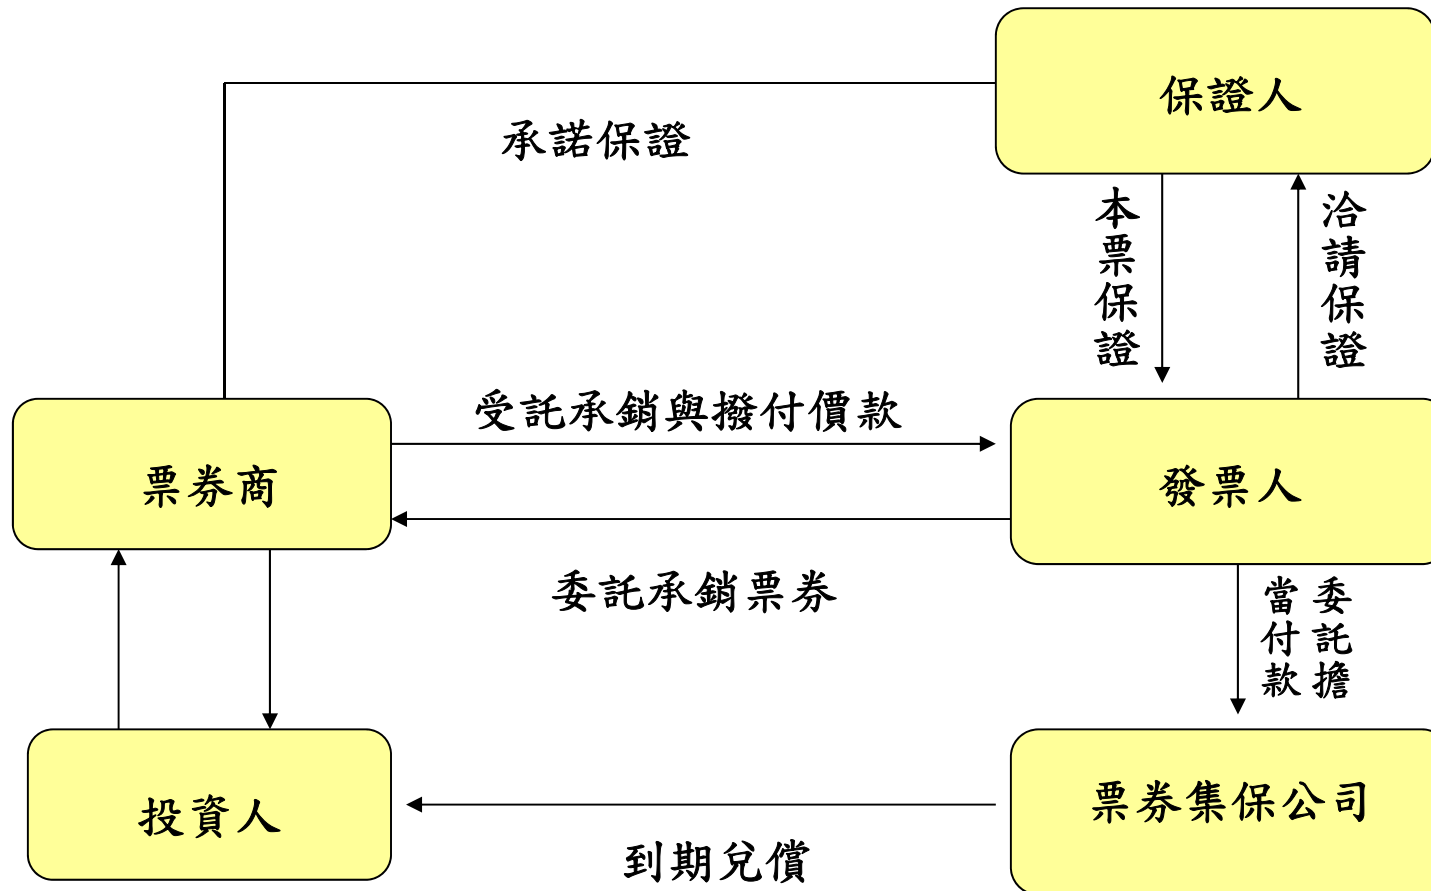 保證人
承諾保證
本票保證
洽請保證
受託承銷與撥付價款
票券商
發票人
委託承銷票券
委託擔
當付款
投資人
票券集保公司
到期兌償